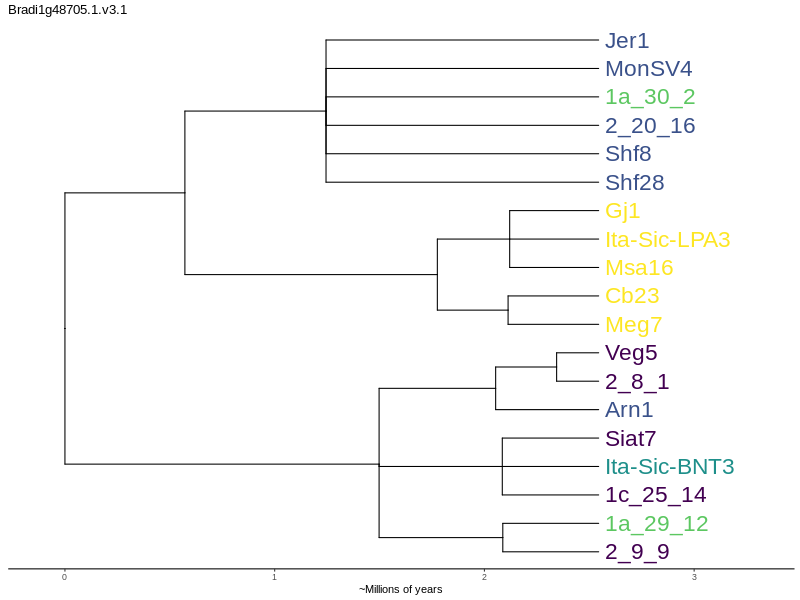 Bradi1g48705.1.v3.1
Jer1
MonSV4
1a_30_2
2_20_16
Shf8
Shf28
Gj1
Ita-Sic-LPA3
Msa16
Cb23
Meg7
Veg5
2_8_1
Arn1
Siat7
Ita-Sic-BNT3
1c_25_14
1a_29_12
2_9_9
0 1 2 3
~Millions of years